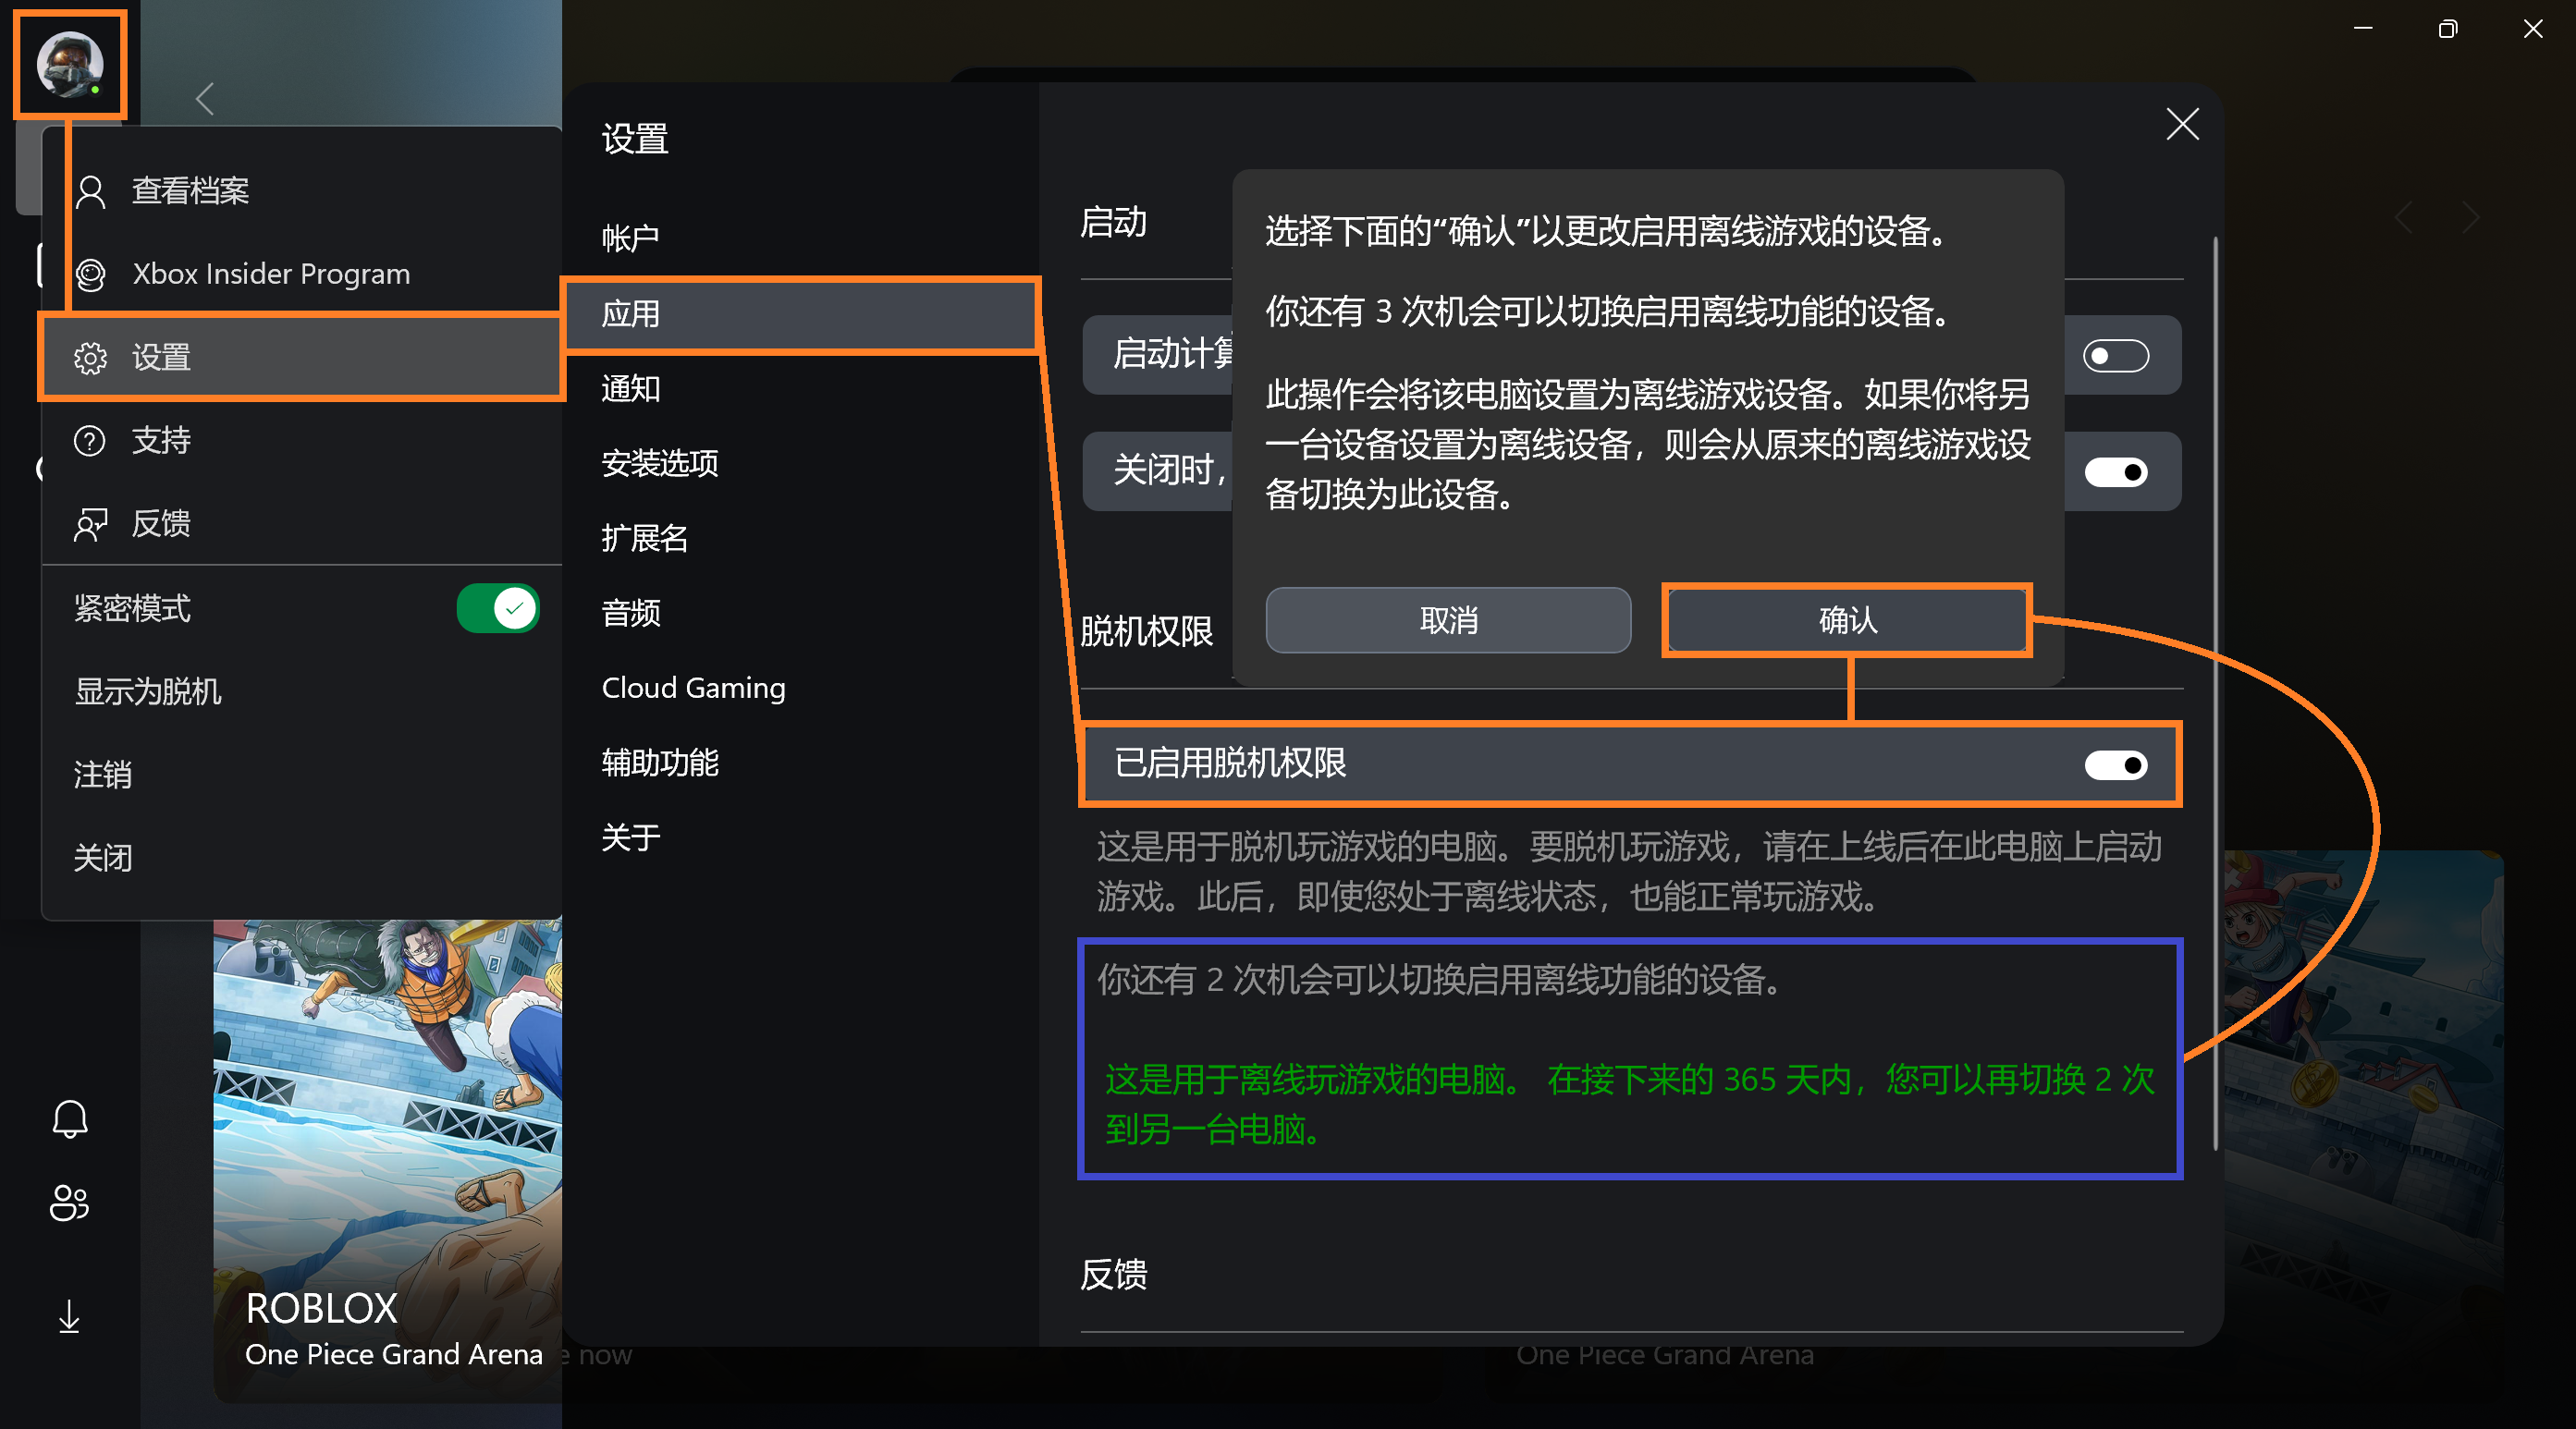 查看档案
Xbox Insider Program
设置
支持
反馈
紧密模式
显示为脱机
注销
关闭
ROBLOX
One Piece Grand Arena
e now
设置
帐户
应用
通知
安装选项
扩展名
音频
Cloud Gaming
辅助功能
关于
启动
启动计算
关闭时，
选择下面的“确认”以更改启用离线游戏的设备。
你还有 3 次机会可以切换启用离线功能的设备。
此操作会将该电脑设置为离线游戏设备。如果你将另
一台设备设置为离线设备，则会从原来的离线游戏设
备切换为此设备。
取消
确认
脱机权限
已启用脱机权限
这是用于脱机玩游戏的电脑。要脱机玩游戏，请在上线后在此电脑上启动
游戏。此后，即使您处于离线状态，也能正常玩游戏。
你还有 2 次机会可以切换启用离线功能的设备。
这是用于离线玩游戏的电脑。 在接下来的 365 天内，您可以再切换 2 次
到另一台电脑。
反馈
One Piece Grand Arena